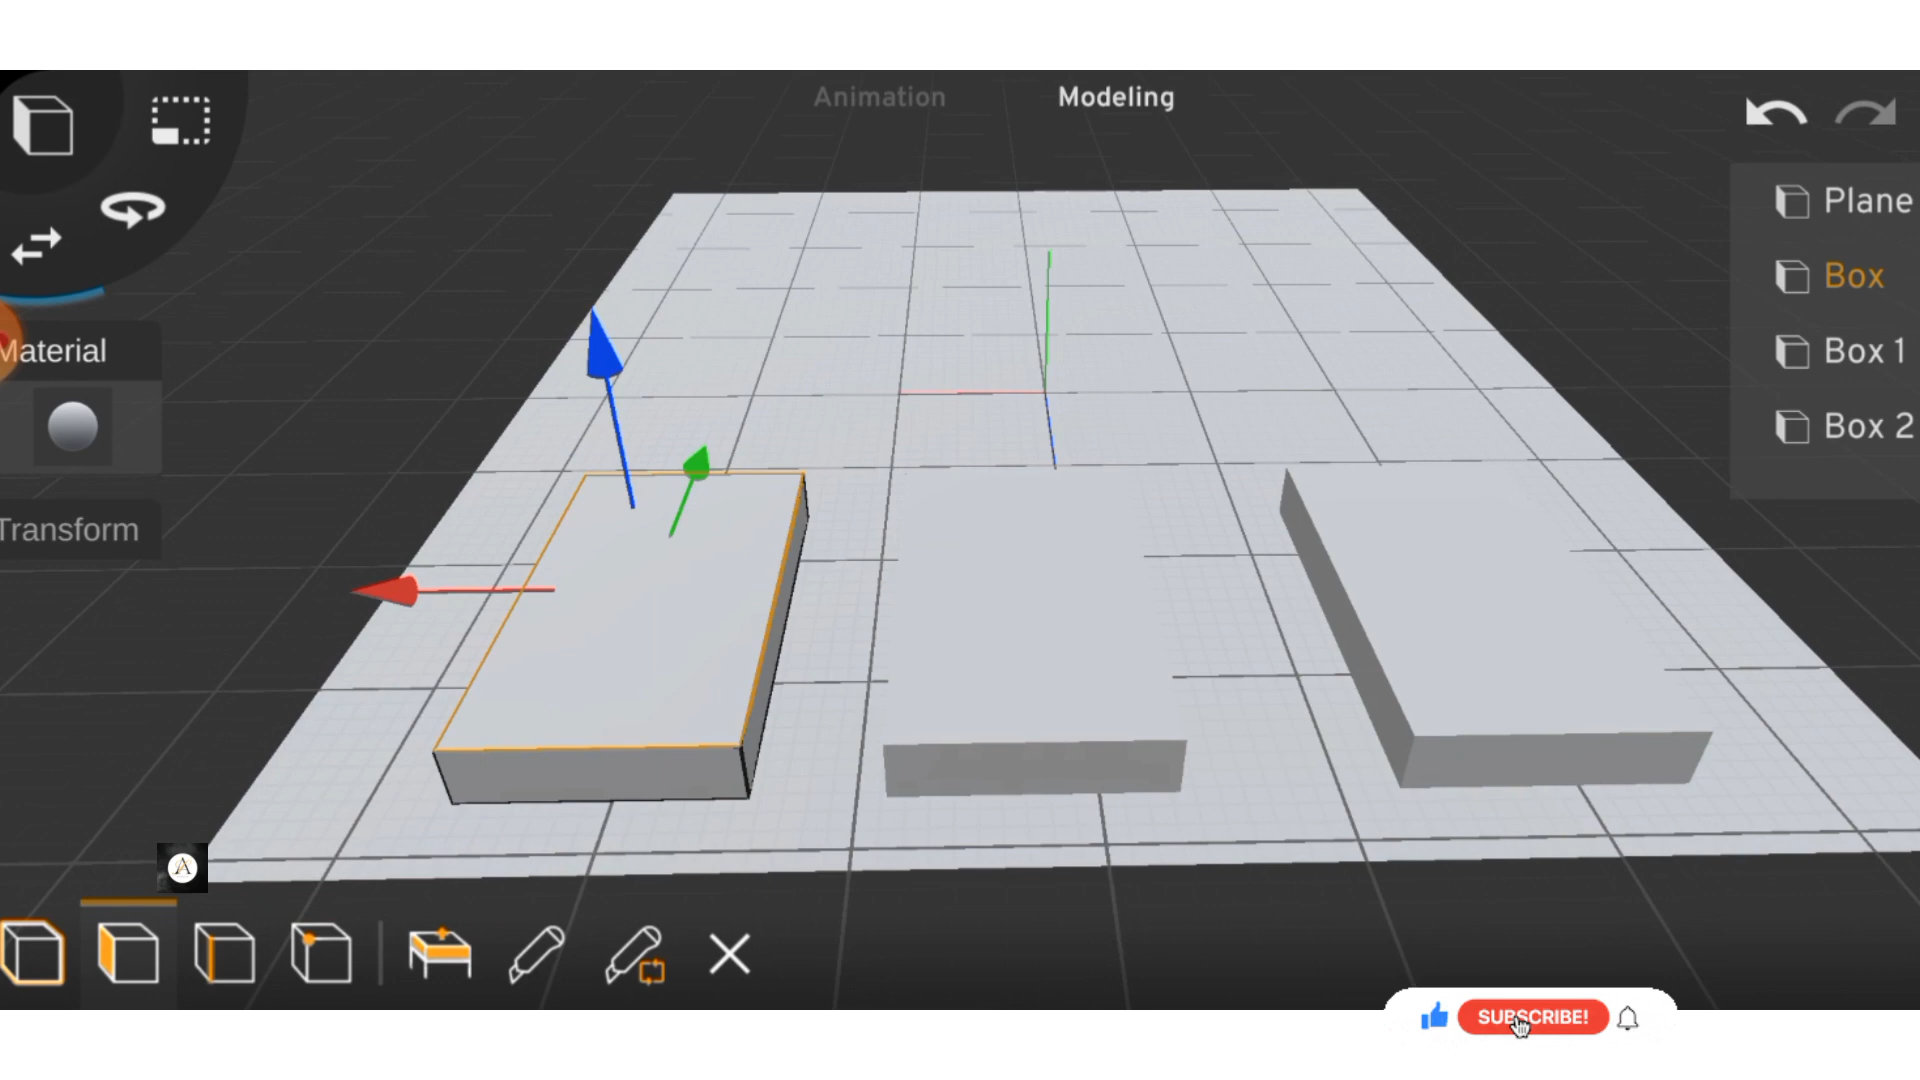 Animation
Modeling
Plane
Box
Box 1
Box 2
Material
Transform
A
SUBSCRIBE!